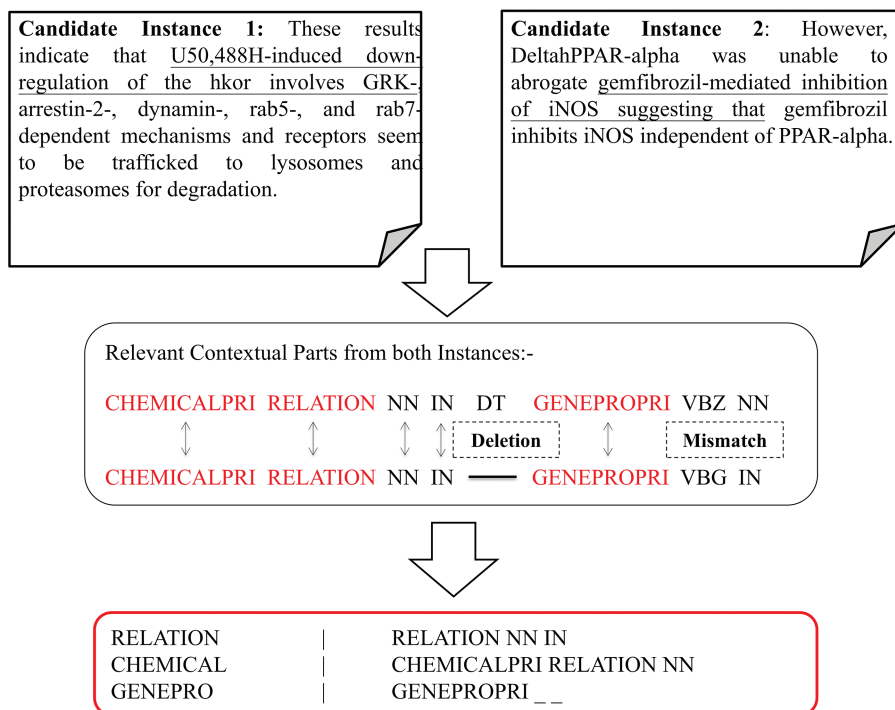 Candidate Instance 1: These results
indicate that U50,488H-induced down-
regulation of the hkor involves GRK-,
arrestin-2-, dynamin-, rab5-, and rab7-
dependent mechanisms and receptors seem
to be trafficked to lysosomes and
proteasomes for degradation.
Candidate Instance 2: However,
DeltahPPAR-alpha was unable to
abrogate gemfibrozil-mediated inhibition
of iNOS suggesting that gemfibrozil
inhibits iNOS independent of PPAR-alpha.
Relevant Contextual Parts from both Instances:-
CHEMICALPRI RELATION NN IN DT GENEPROPRI VBZ NN
Deletion Mismatch
CHEMICALPRI RELATION NN IN — GENEPROPRI VBG IN
RELATION | RELATION NN IN
CHEMICAL | CHEMICALPRI RELATION NN
GENEPRO | GENEPROPRI _ _